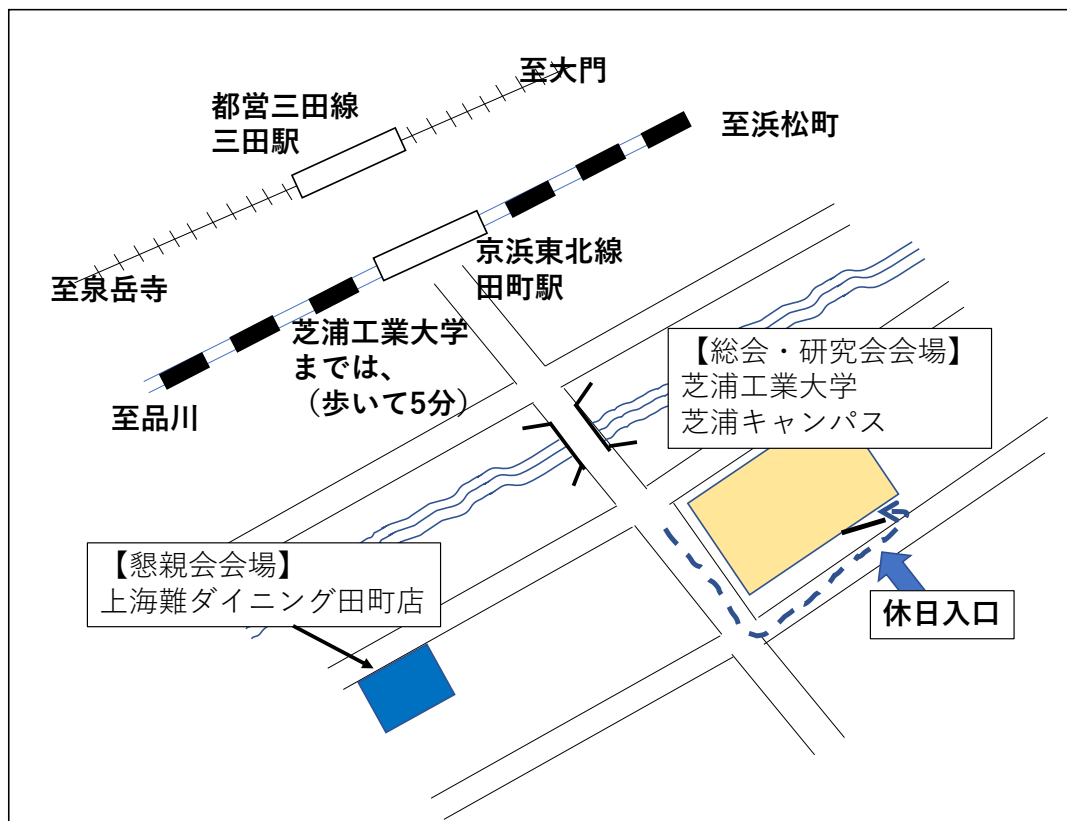 至大門
都営三田線
三田駅
至浜松町
京浜東北線
田町駅
至泉岳寺
芝浦工業大学
までは、
（歩いて5分）
至品川
【総会・研究会会場】
芝浦工業大学
芝浦キャンパス
【懇親会会場】
上海難ダイニング田町店
休日入口